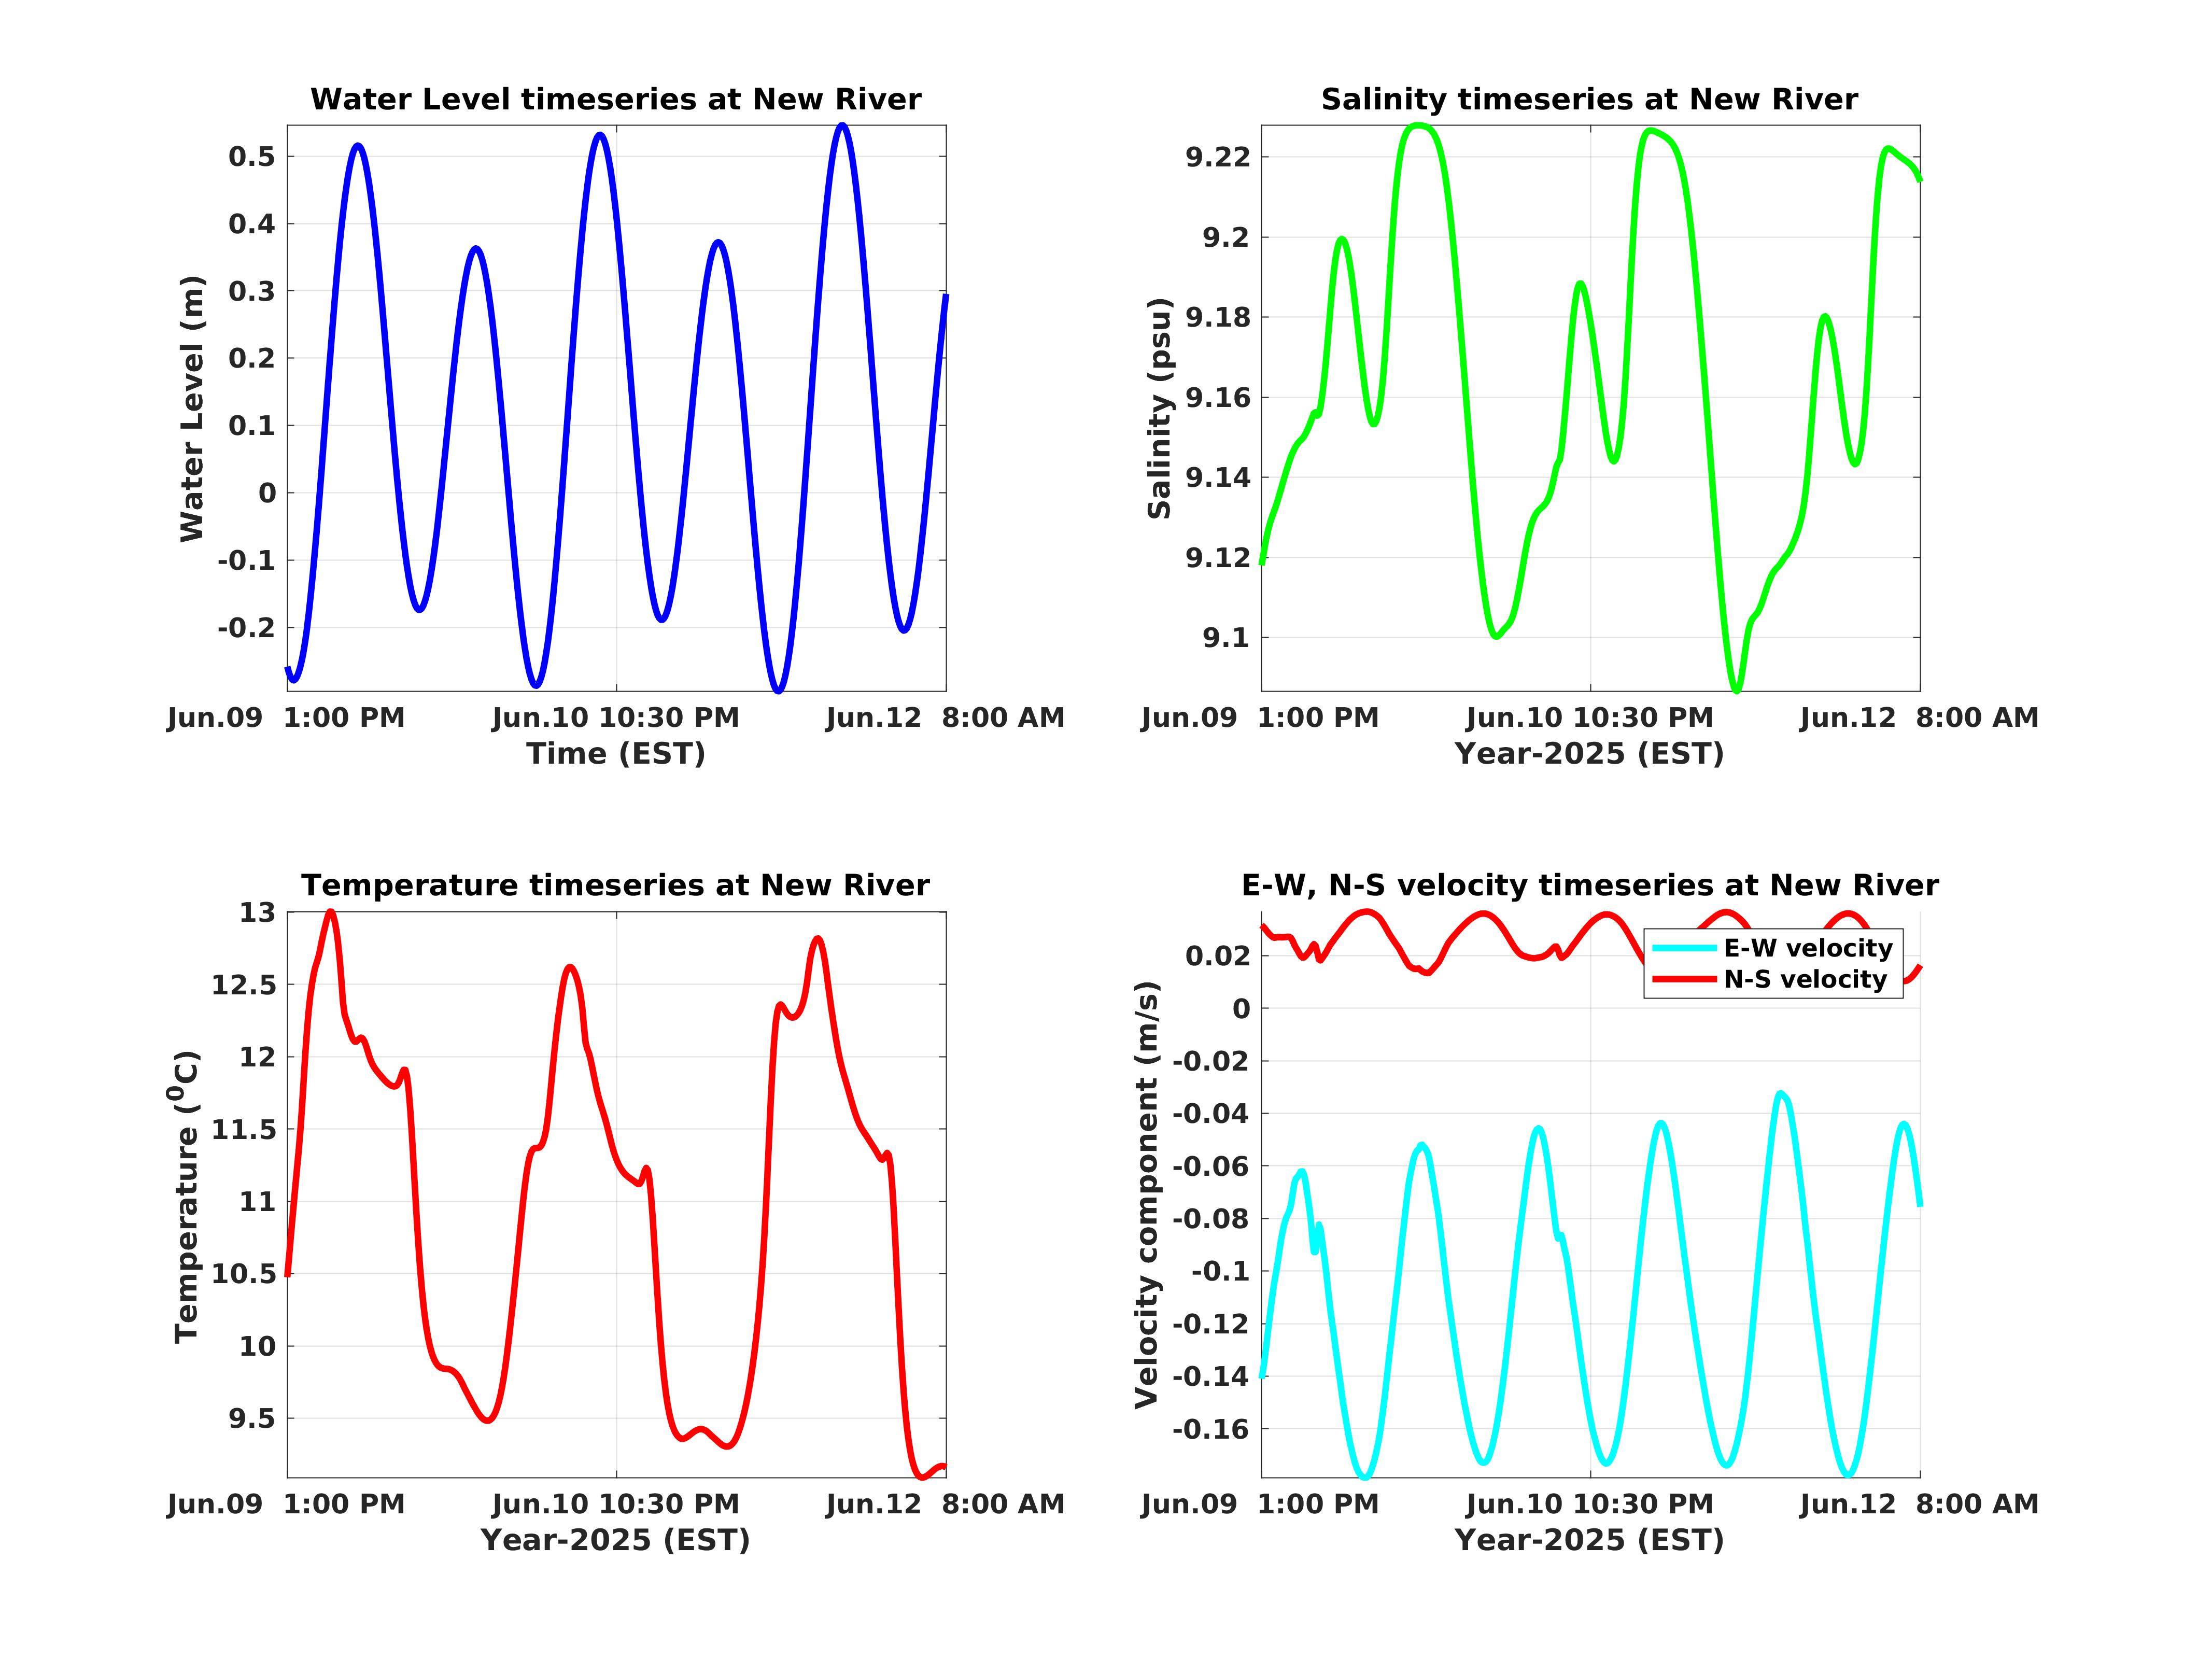 Water Level timeseries at New River
Water Level (m)
0.5
0.4
0.3
0.2
0.1
0
-0.1
-0.2
Jun.09 1:00 PM
Jun.10 10:30 PM
Jun.12 8:00 AM
Time (EST)
Salinity timeseries at New River
Salinity (psu)
9.22
9.2
9.18
9.16
9.14
9.12
9.1
Jun.09 1:00 PM
Jun.10 10:30 PM
Jun.12 8:00 AM
Year-2025 (EST)
Temperature timeseries at New River
Temperature (⁰C)
13
12.5
12
11.5
11
10.5
10
9.5
Jun.09 1:00 PM
Jun.10 10:30 PM
Jun.12 8:00 AM
Year-2025 (EST)
E-W, N-S velocity timeseries at New River
Velocity component (m/s)
0.02
0
-0.02
-0.04
-0.06
-0.08
-0.1
-0.12
-0.14
-0.16
E-W velocity
N-S velocity
Jun.09 1:00 PM
Jun.10 10:30 PM
Jun.12 8:00 AM
Year-2025 (EST)